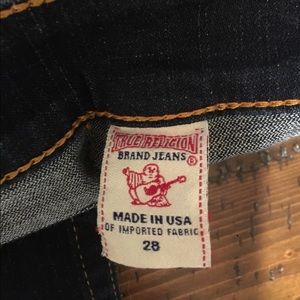 TRUE RELIGION
BRAND JEANS®
MADE IN USA
OF IMPORTED FABRIC
28